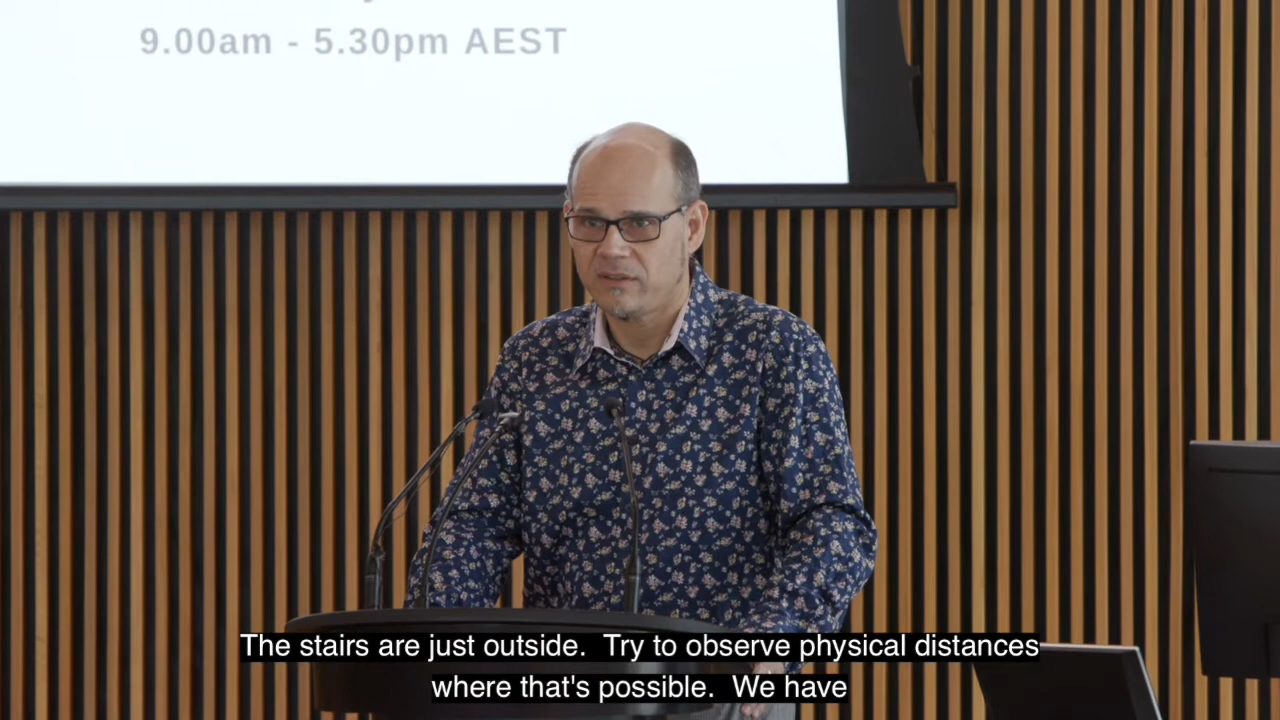 9.00am - 5.30pm AEST
The stairs are just outside.  Try to observe physical distances
where that's possible.  We have